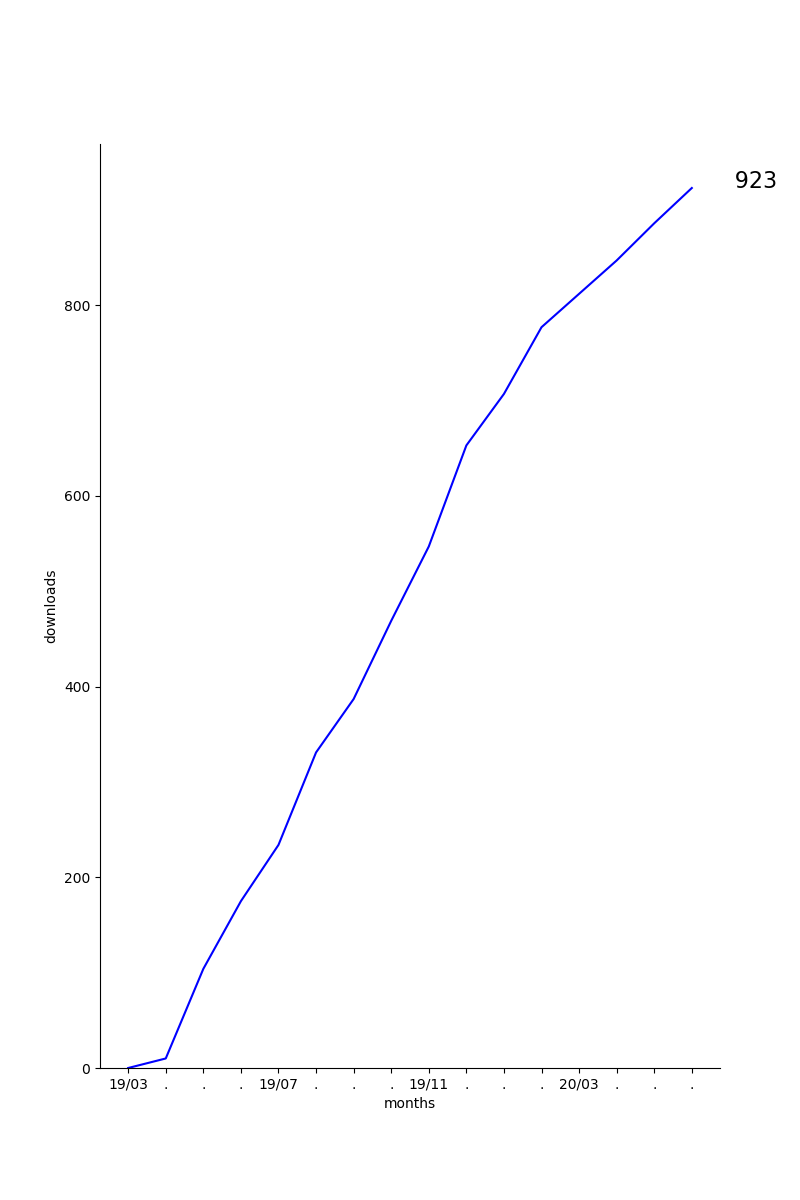 923
800
600
400
200
0
downloads
19/03 . . . 19/07 . . . 19/11 . . . 20/03 . . .
months